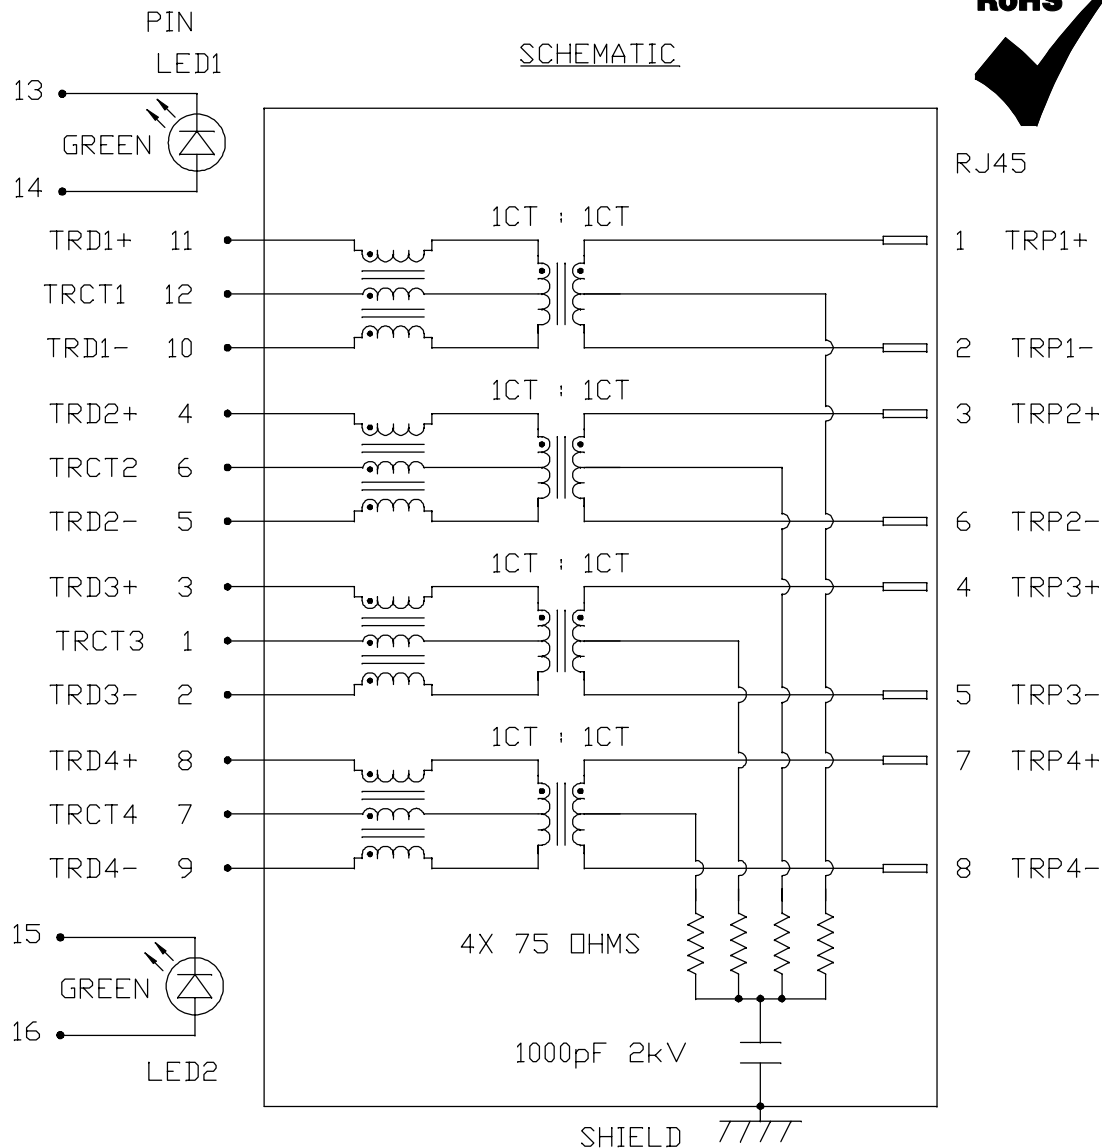 RoHS
PIN
LED1
SCHEMATIC
13
GREEN
14
RJ45
1CT : 1CT
TRD1+ 11 1 TRP1+
TRCT1 12
TRD1- 10 2 TRP1-
1CT : 1CT
TRD2+ 4 3 TRP2+
TRCT2 6
TRD2- 5 6 TRP2-
1CT : 1CT
TRD3+ 3 4 TRP3+
TRCT3 1
TRD3- 2 5 TRP3-
1CT : 1CT
TRD4+ 8 7 TRP4+
TRCT4 7
TRD4- 9 8 TRP4-
15
4X 75 OHMS
GREEN
16
1000pF 2kV
LED2
SHIELD